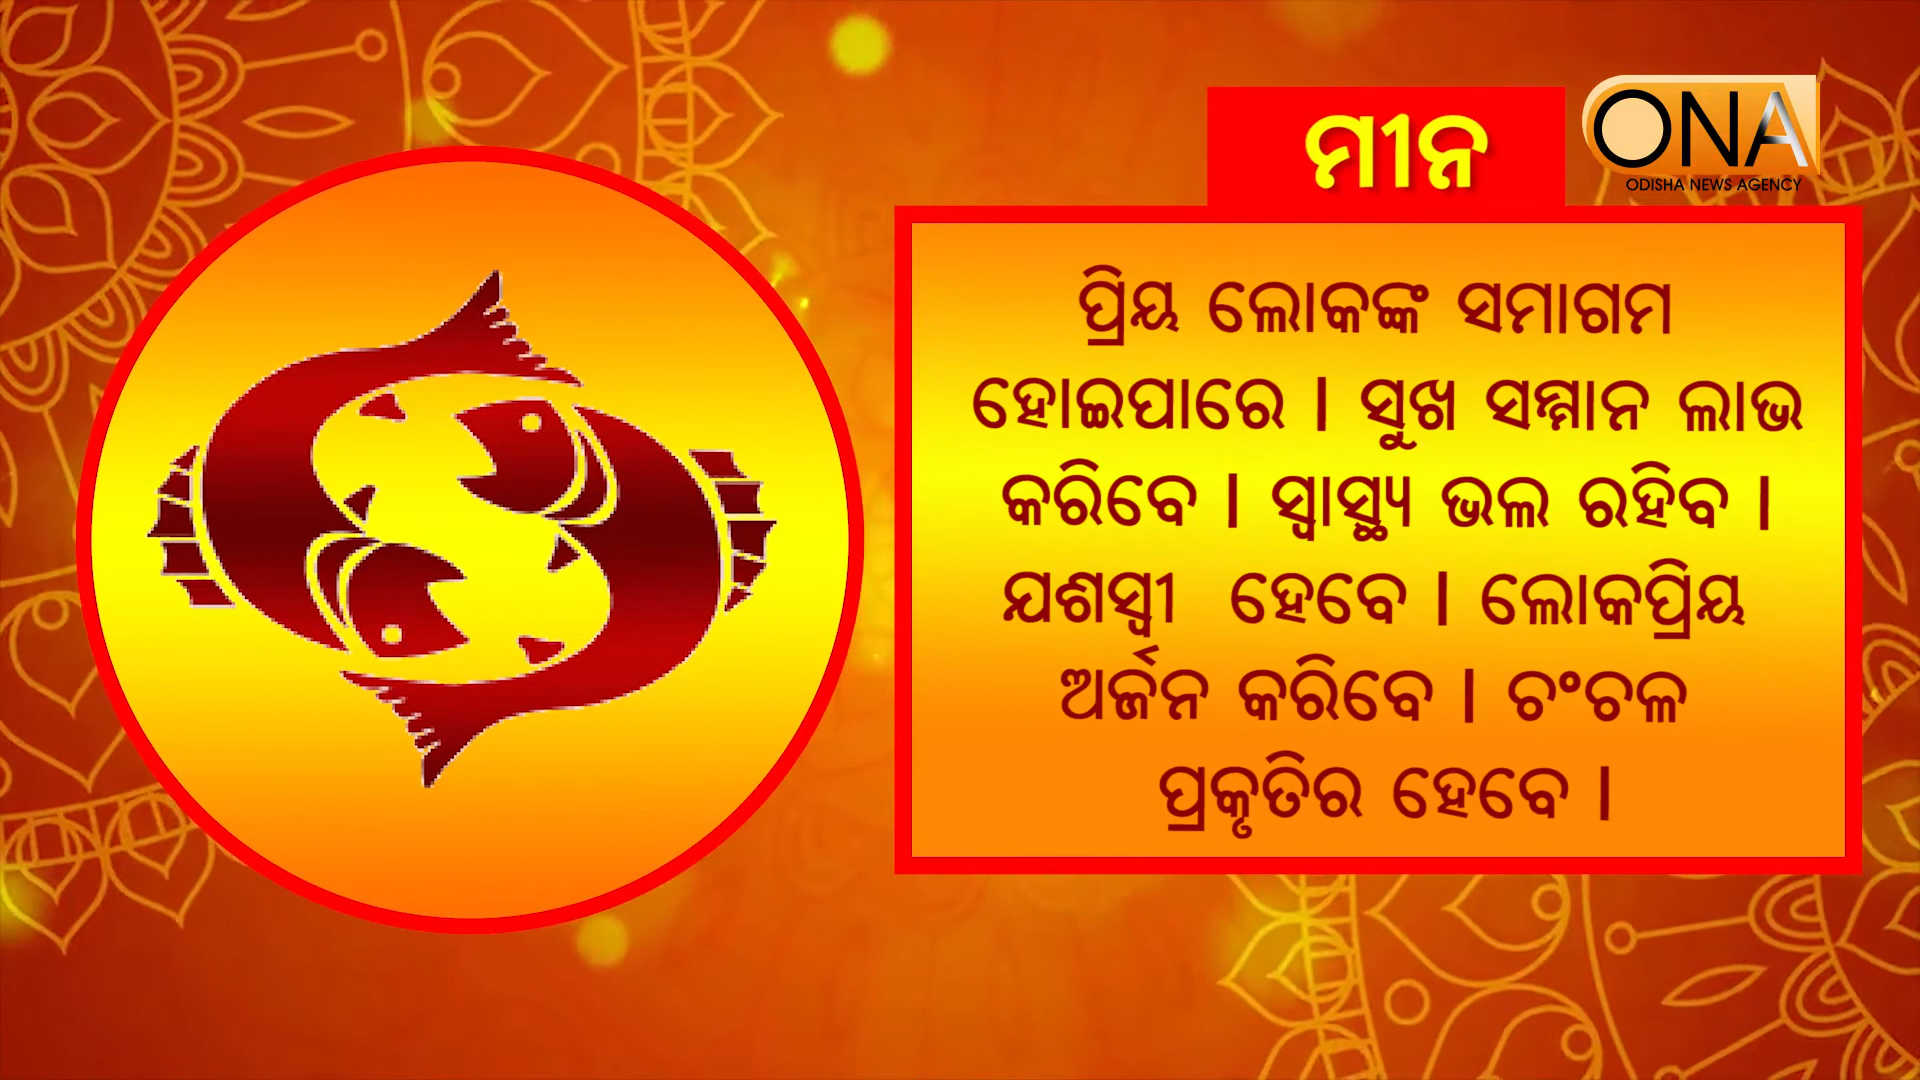 ମୀନ
ONA
ODISHA NEWS AGENCY
ପ୍ରିୟ ଲୋକଙ୍କ ସମାଗମ
ହୋଇପାରେ । ସୁଖ ସମ୍ମାନ ଲାଭ
କରିବେ । ସ୍ୱାସ୍ଥ୍ୟ ଭଲ ରହିବ ।
ଯଶସ୍ୱୀ ହେବେ । ଲୋକପ୍ରିୟ
ଅର୍ଜନ କରିବେ । ଚଂଚଳ
ପ୍ରକୃତିର ହେବେ ।